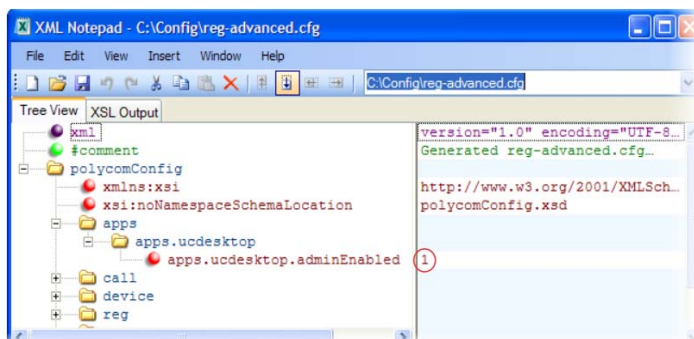 XML Notepad - C:\Config\reg-advanced.cfg
File Edit View Insert Window Help
C:\Config\reg-advanced.cfg
Tree View XSL Output
xml version="1.0" encoding="UTF-8...
#comment Generated reg-advanced.cfg…
polycomConfig
xmlns:xsi http://www.w3.org/2001/XMLSch...
xsi:noNamespaceSchemaLocation polycomConfig.xsd
apps
apps.ucdesktop
apps.ucdesktop.adminEnabled 1
call
device
reg